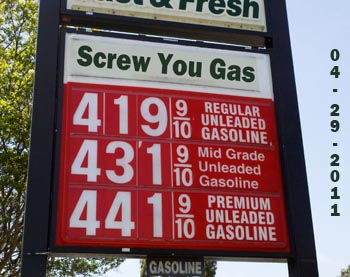 & Fresh
Screw You Gas
4 19 9/10 REGULAR
UNLEADED
GASOLINE
4 31 9/10 Mid Grade
Unleaded
Gasoline
4 41 9/10 PREMIUM
UNLEADED
GASOLINE
GASOLINE
04-29-2011